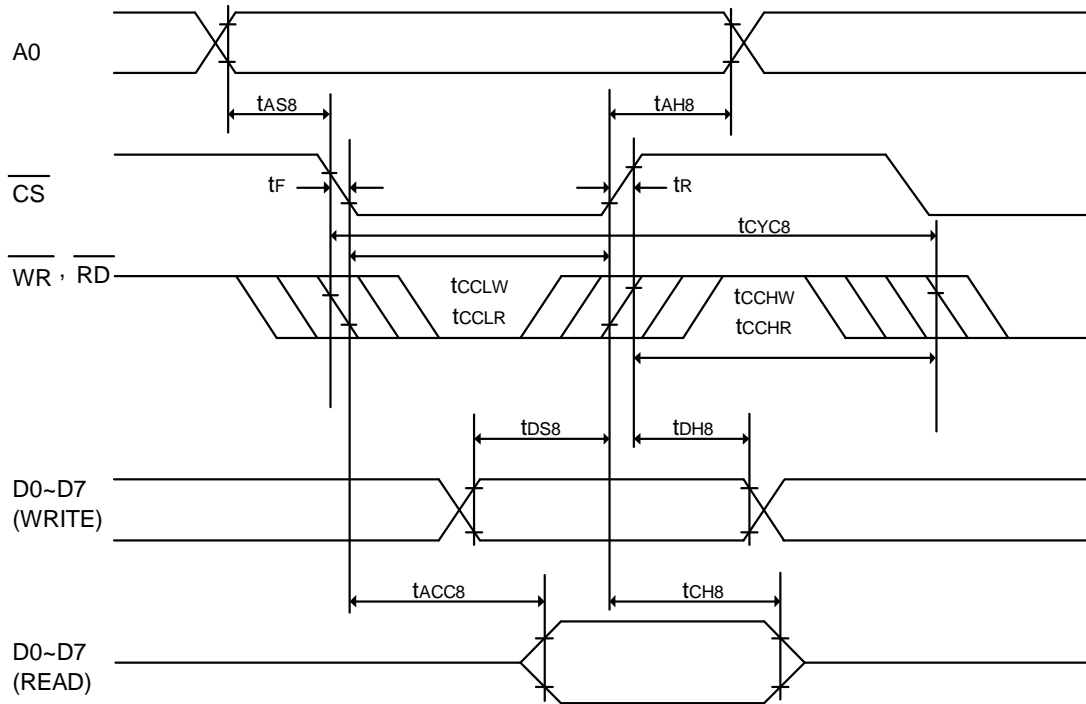 A0
tAS8
tAH8
CS
tF
tR
tCYC8
WR , RD
tCCLW
tCCLR
tCCHW
tCCHR
tDS8
tDH8
D0~D7
(WRITE)
tACC8
tCH8
D0~D7
(READ)